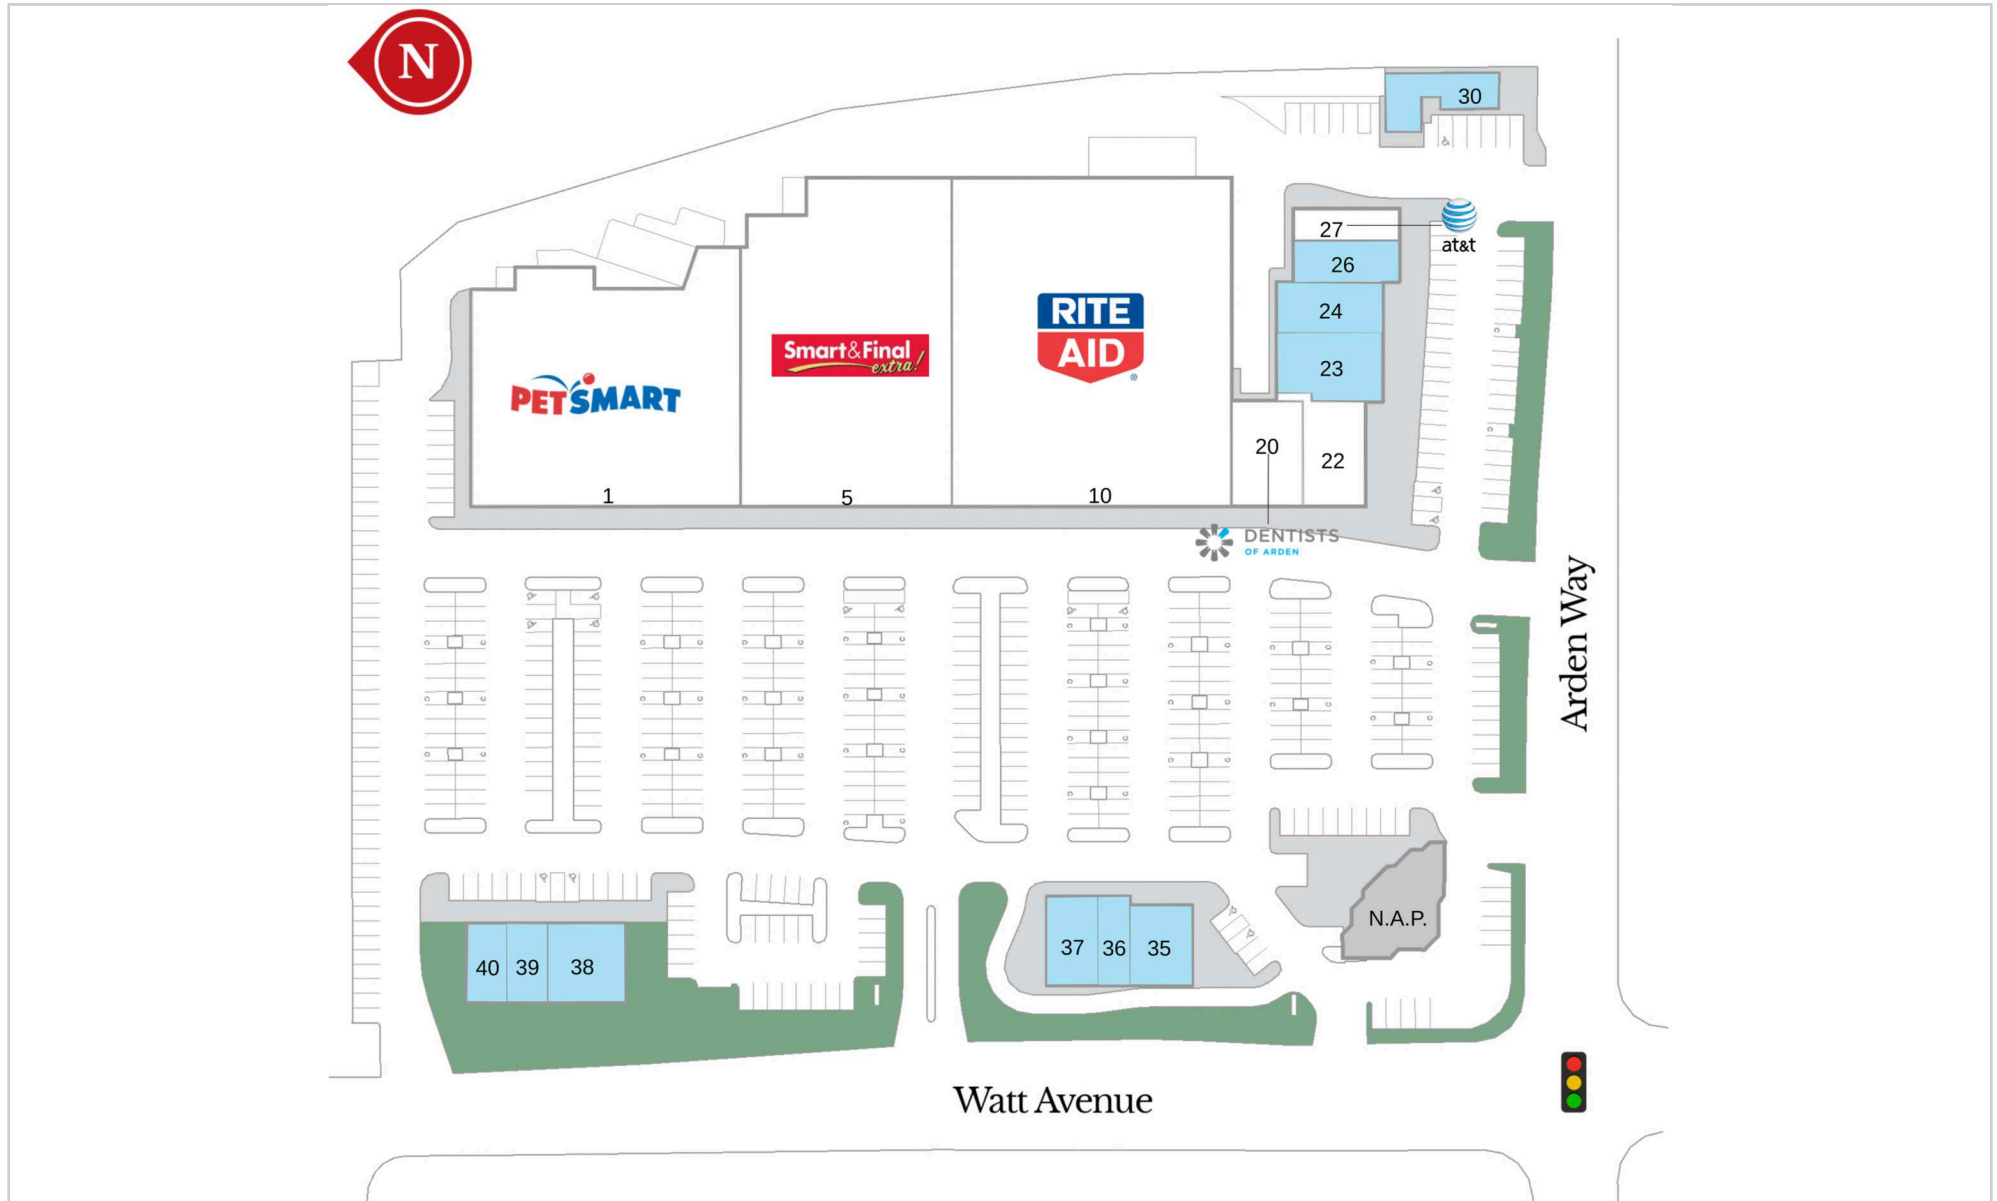 N
30
27
at&t
26
24
23
RITE
AID
®
Smart&Final
extra!
PETSMART
20
22
1
5
10
DENTISTS
OF ARDEN
Arden Way
N.A.P.
37
36
35
40
39
38
Watt Avenue